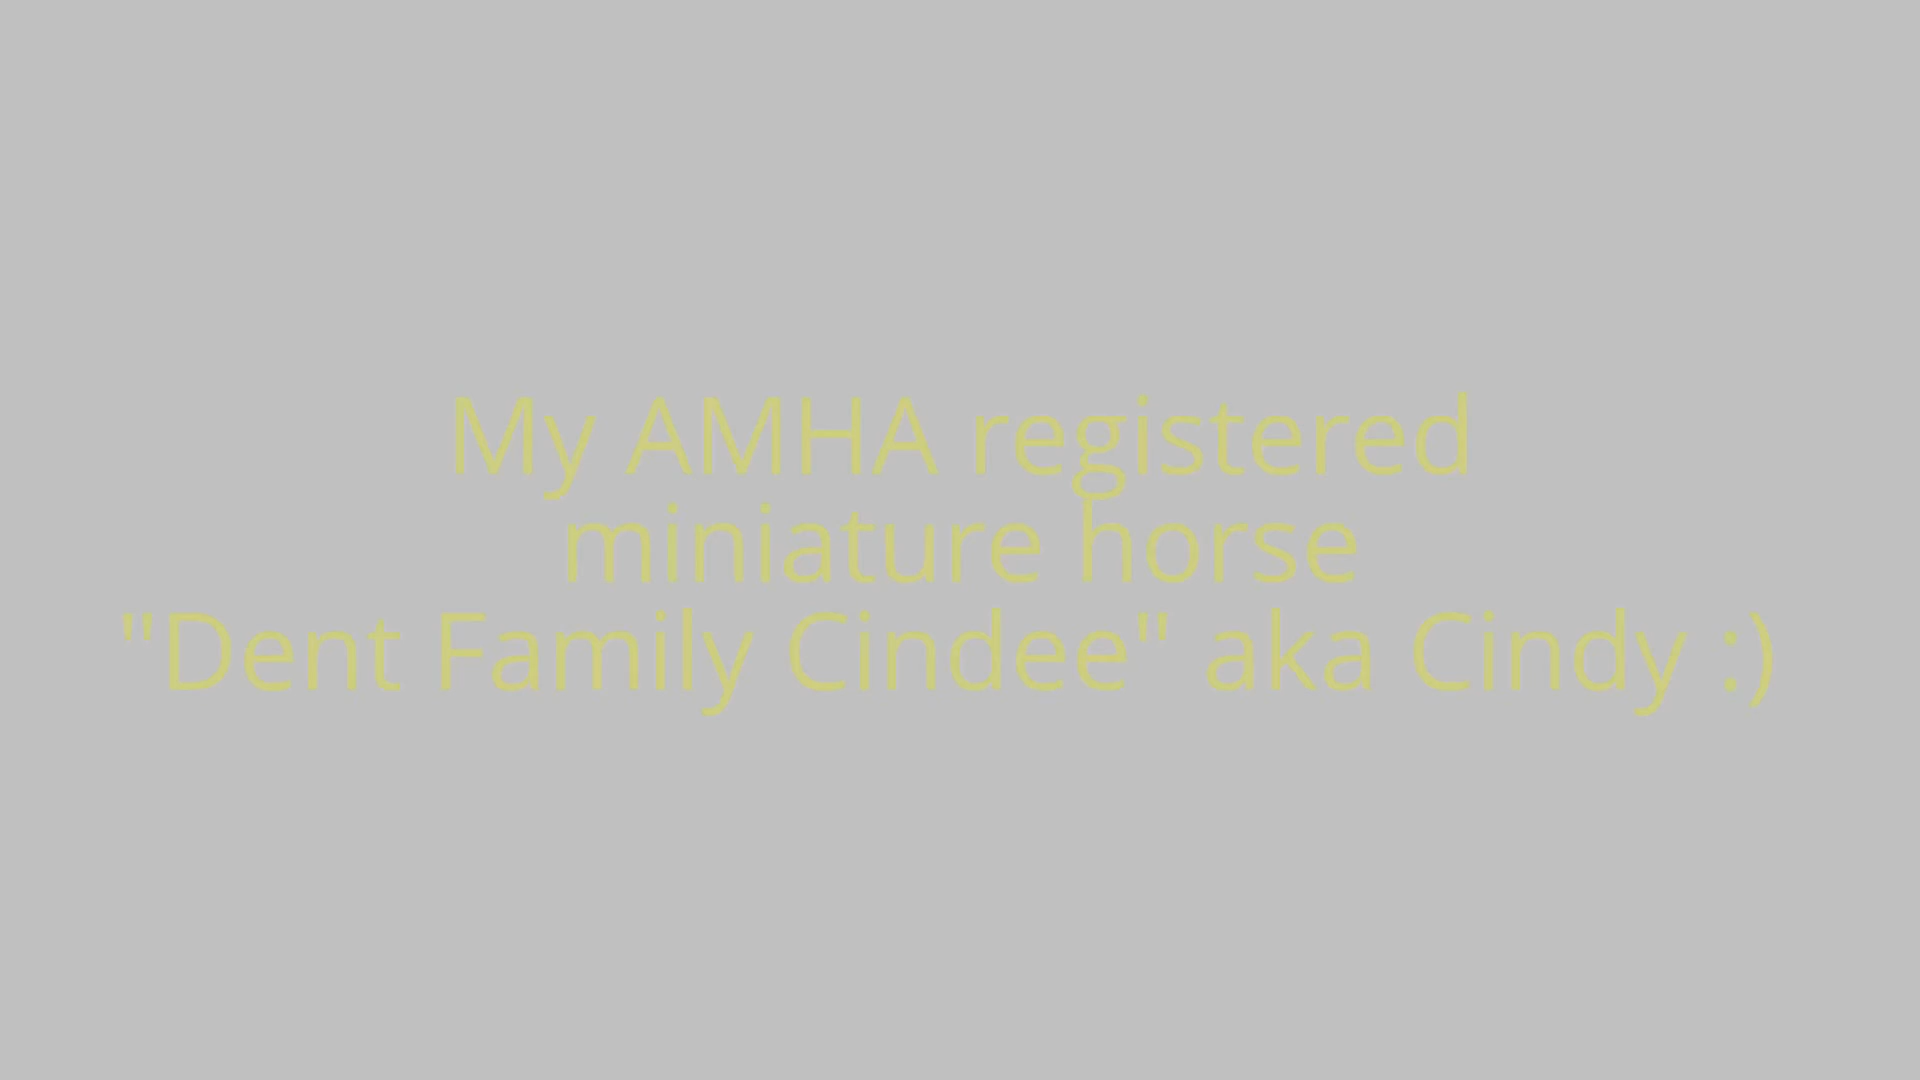 My AMHA registered
miniature horse
"Dent Family Cindee" aka Cindy :)